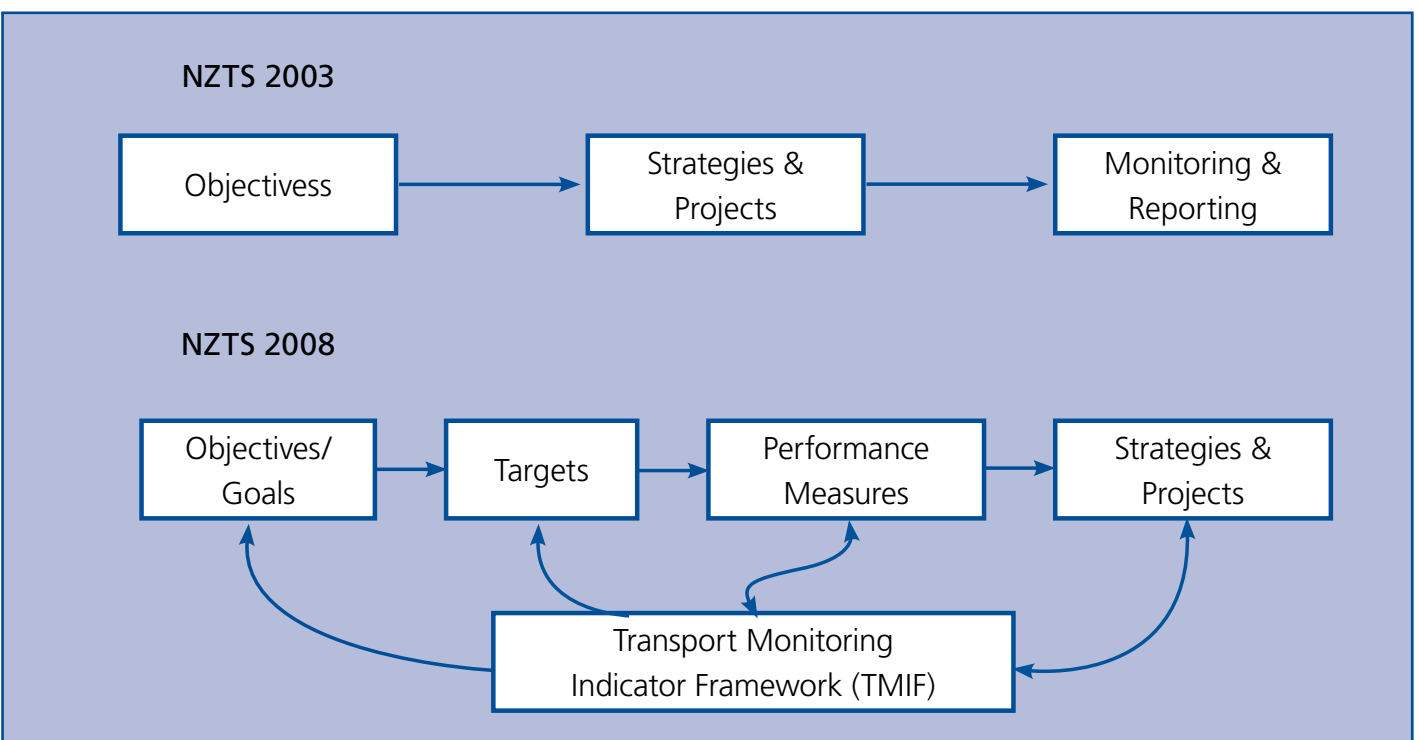 NZTS 2003
Objectivess
Strategies &
Projects
Monitoring &
Reporting
NZTS 2008
Objectives/
Goals
Targets
Performance
Measures
Strategies &
Projects
Transport Monitoring
Indicator Framework (TMIF)